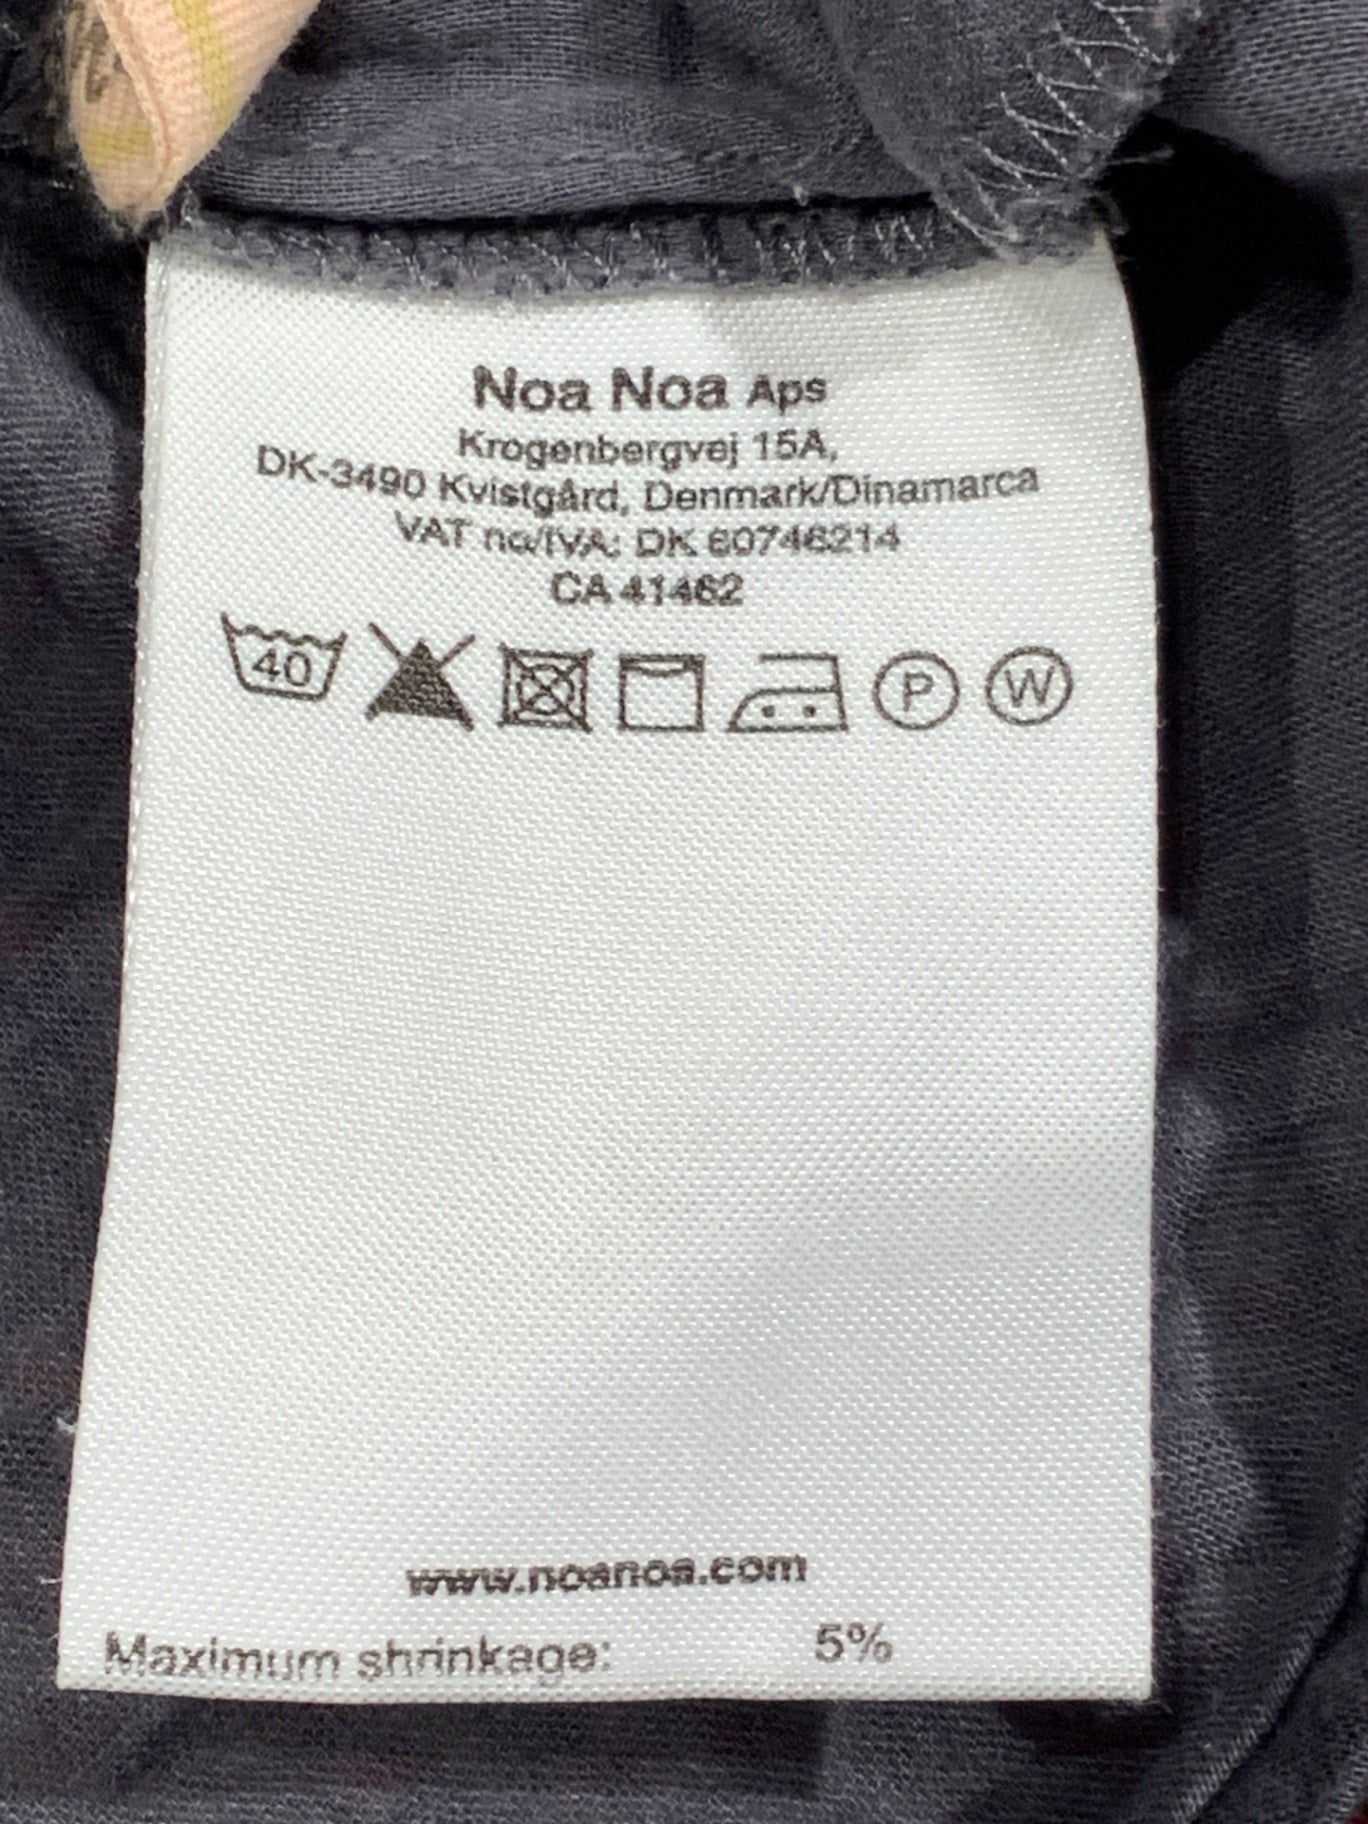 Noa Noa Aps
Krogenbergvej 15A,
DK-3490 Kvistgård, Denmark/Dinamarca
VAT no/IVA: DK 60746214
CA 41462
40 P W
www.noanoa.com
Maximum shrinkage: 5%